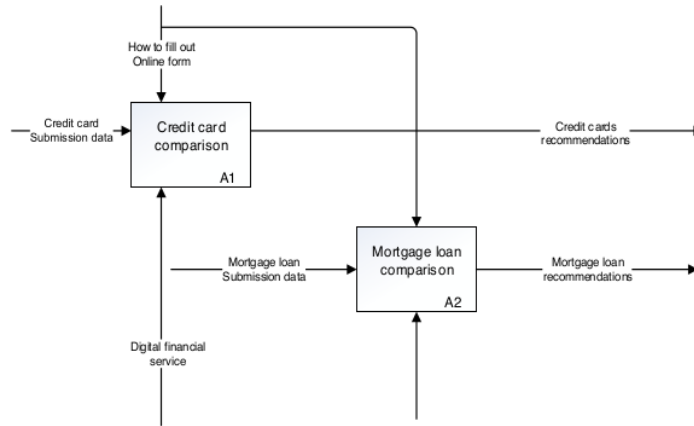 How to fill out
Online form
Credit card
Submission data
Credit card
comparison
A1
Credit cards
recommendations
Mortgage loan
Submission data
Mortgage loan
comparison
A2
Mortgage loan
recommendations
Digital financial
service